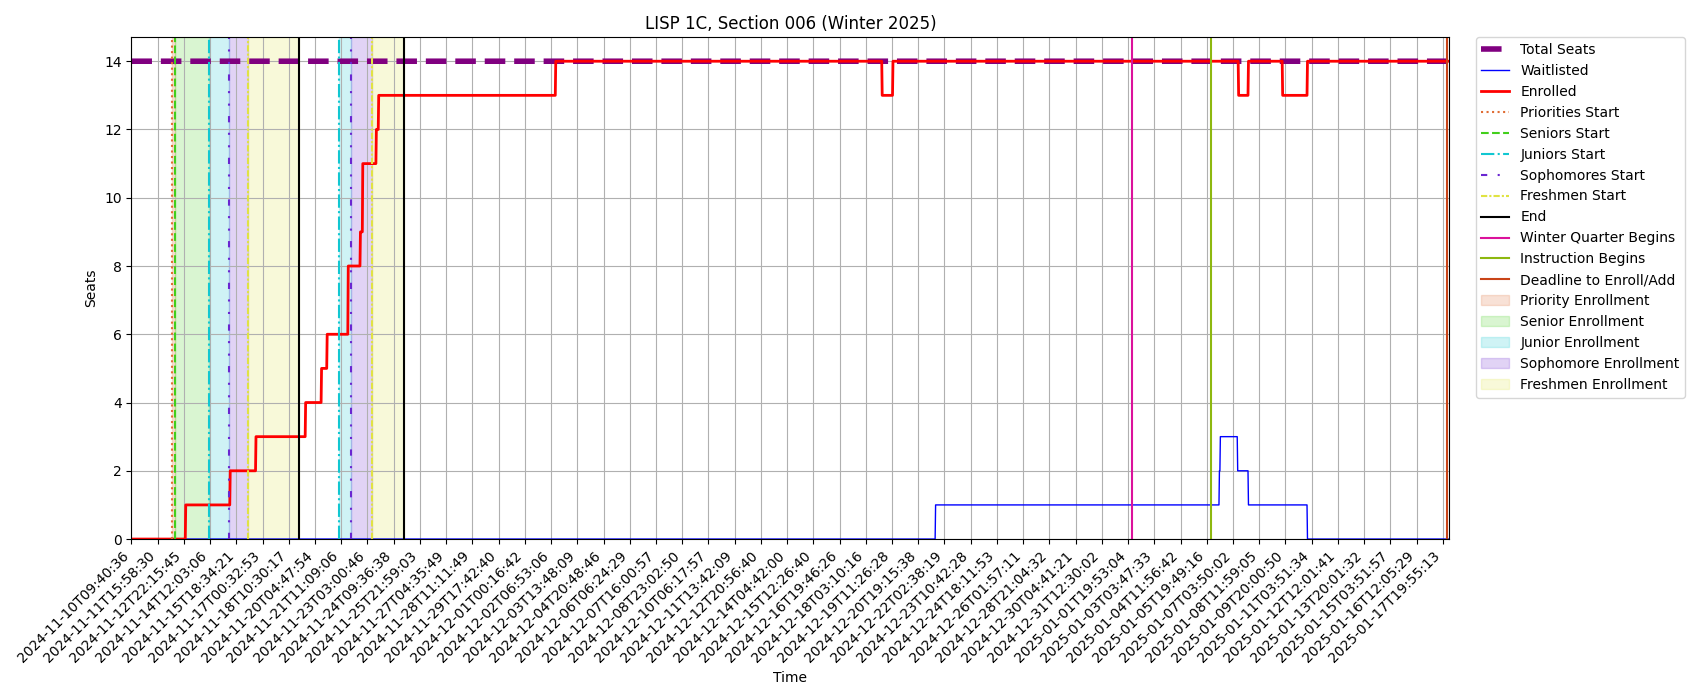 LISP 1C, Section 006 (Winter 2025)
14
12
10
8
6
4
2
0
Seats
2024-11-10T09:40:36
2024-11-11T15:58:30
2024-11-12T22:15:45
2024-11-14T12:03:06
2024-11-15T18:34:21
2024-11-17T00:32:53
2024-11-18T10:30:17
2024-11-20T04:47:54
2024-11-21T11:09:06
2024-11-23T03:00:46
2024-11-24T09:36:38
2024-11-25T21:59:03
2024-11-27T04:35:49
2024-11-28T11:11:49
2024-11-29T17:42:40
2024-12-01T00:16:42
2024-12-02T06:53:06
2024-12-03T13:48:09
2024-12-04T20:48:46
2024-12-06T06:24:29
2024-12-07T16:00:57
2024-12-08T23:02:50
2024-12-10T06:17:57
2024-12-11T13:42:09
2024-12-12T20:56:40
2024-12-14T04:42:00
2024-12-15T12:26:40
2024-12-16T19:46:26
2024-12-18T03:10:16
2024-12-19T11:26:28
2024-12-20T19:15:38
2024-12-22T02:38:19
2024-12-23T10:42:28
2024-12-24T18:11:53
2024-12-26T01:57:11
2024-12-28T21:04:32
2024-12-30T04:41:21
2024-12-31T12:30:02
2025-01-01T19:53:04
2025-01-03T03:47:33
2025-01-04T11:56:42
2025-01-05T19:49:16
2025-01-07T03:50:02
2025-01-08T11:59:05
2025-01-09T20:00:50
2025-01-11T03:51:34
2025-01-12T12:01:41
2025-01-13T20:01:32
2025-01-15T03:51:57
2025-01-16T12:05:29
2025-01-17T19:55:13
Time
Total Seats
Waitlisted
Enrolled
Priorities Start
Seniors Start
Juniors Start
Sophomores Start
Freshmen Start
End
Winter Quarter Begins
Instruction Begins
Deadline to Enroll/Add
Priority Enrollment
Senior Enrollment
Junior Enrollment
Sophomore Enrollment
Freshmen Enrollment